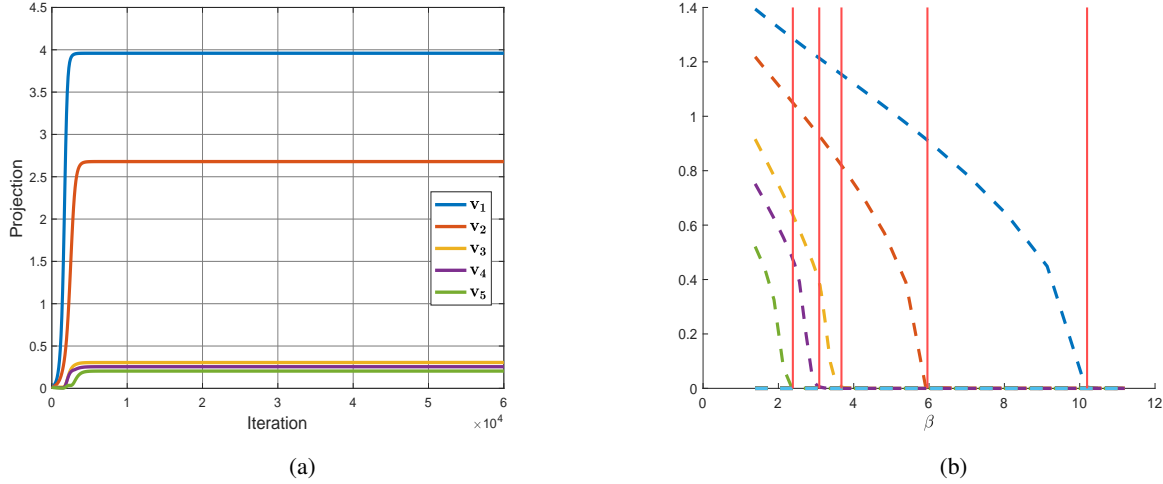 4.5
4
3.5
3
2.5
2
1.5
1
0.5
0
Projection
0 1 2 3 4 5 6
×10⁴
Iteration
v₁
v₂
v₃
v₄
v₅
(a)
1.4
1.2
1
0.8
0.6
0.4
0.2
0
0 2 4 6 8 10 12
β
(b)